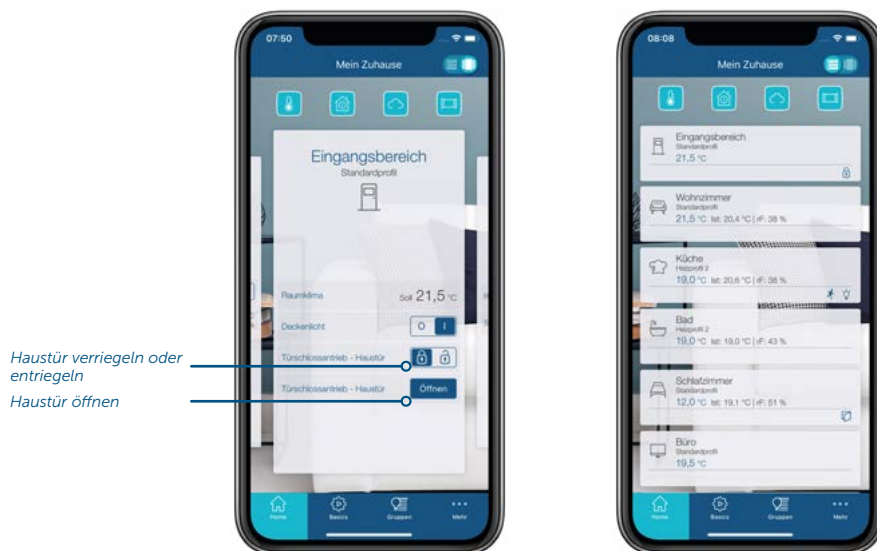 Haustür verriegeln oder
entriegeln
Haustür öffnen
07:50
Mein Zuhause
Eingangsbereich
Standardprofil
Raumklima Soll 21,5 °C
Deckenlicht O I
Türschlossantrieb - Haustür
Türschlossantrieb - Haustür Öffnen
Home Basics Gruppen Mehr
08:08
Mein Zuhause
Eingangsbereich
Standardprofil
21,5 °C
Wohnzimmer
Standardprofil
21,5 °C Ist: 20,4 °C | rF: 38 %
Küche
Heizprofil 2
19,0 °C Ist: 20,6 °C | rF: 38 %
Bad
Heizprofil 2
19,0 °C Ist: 19,0 °C | rF: 43 %
Schlafzimmer
Standardprofil
12,0 °C Ist: 19,1 °C | rF: 51 %
Büro
Standardprofil
19,5 °C
Home Basics Gruppen Mehr